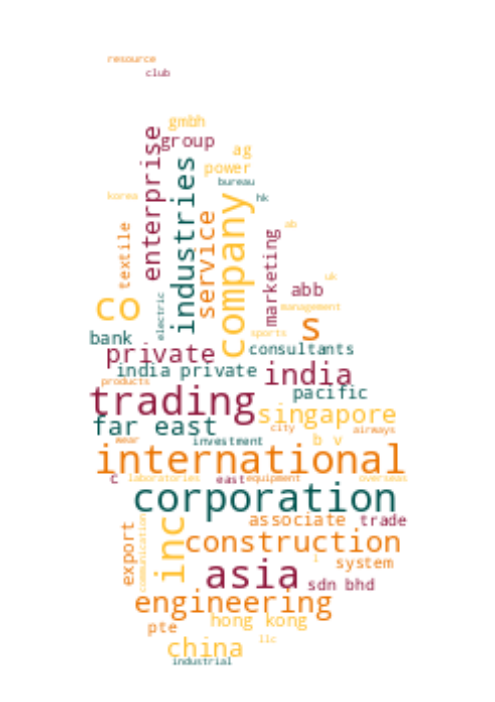 resource
club
gmbh
enterprise
group
ag
industries
power
bureau
korea
hk
company
service
textile
ab
marketing
uk
abb
co
electric
management
s
sports
bank
private
consultants
india private
india
products
pacific
trading
singapore
far east
city
airways
wear
investment
b v
international
c
laboratories
east
equipment
overseas
corporation
inc
communication
associate
trade
export
construction
i
system
asia
sdn bhd
engineering
hong kong
pte
llc
china
industrial